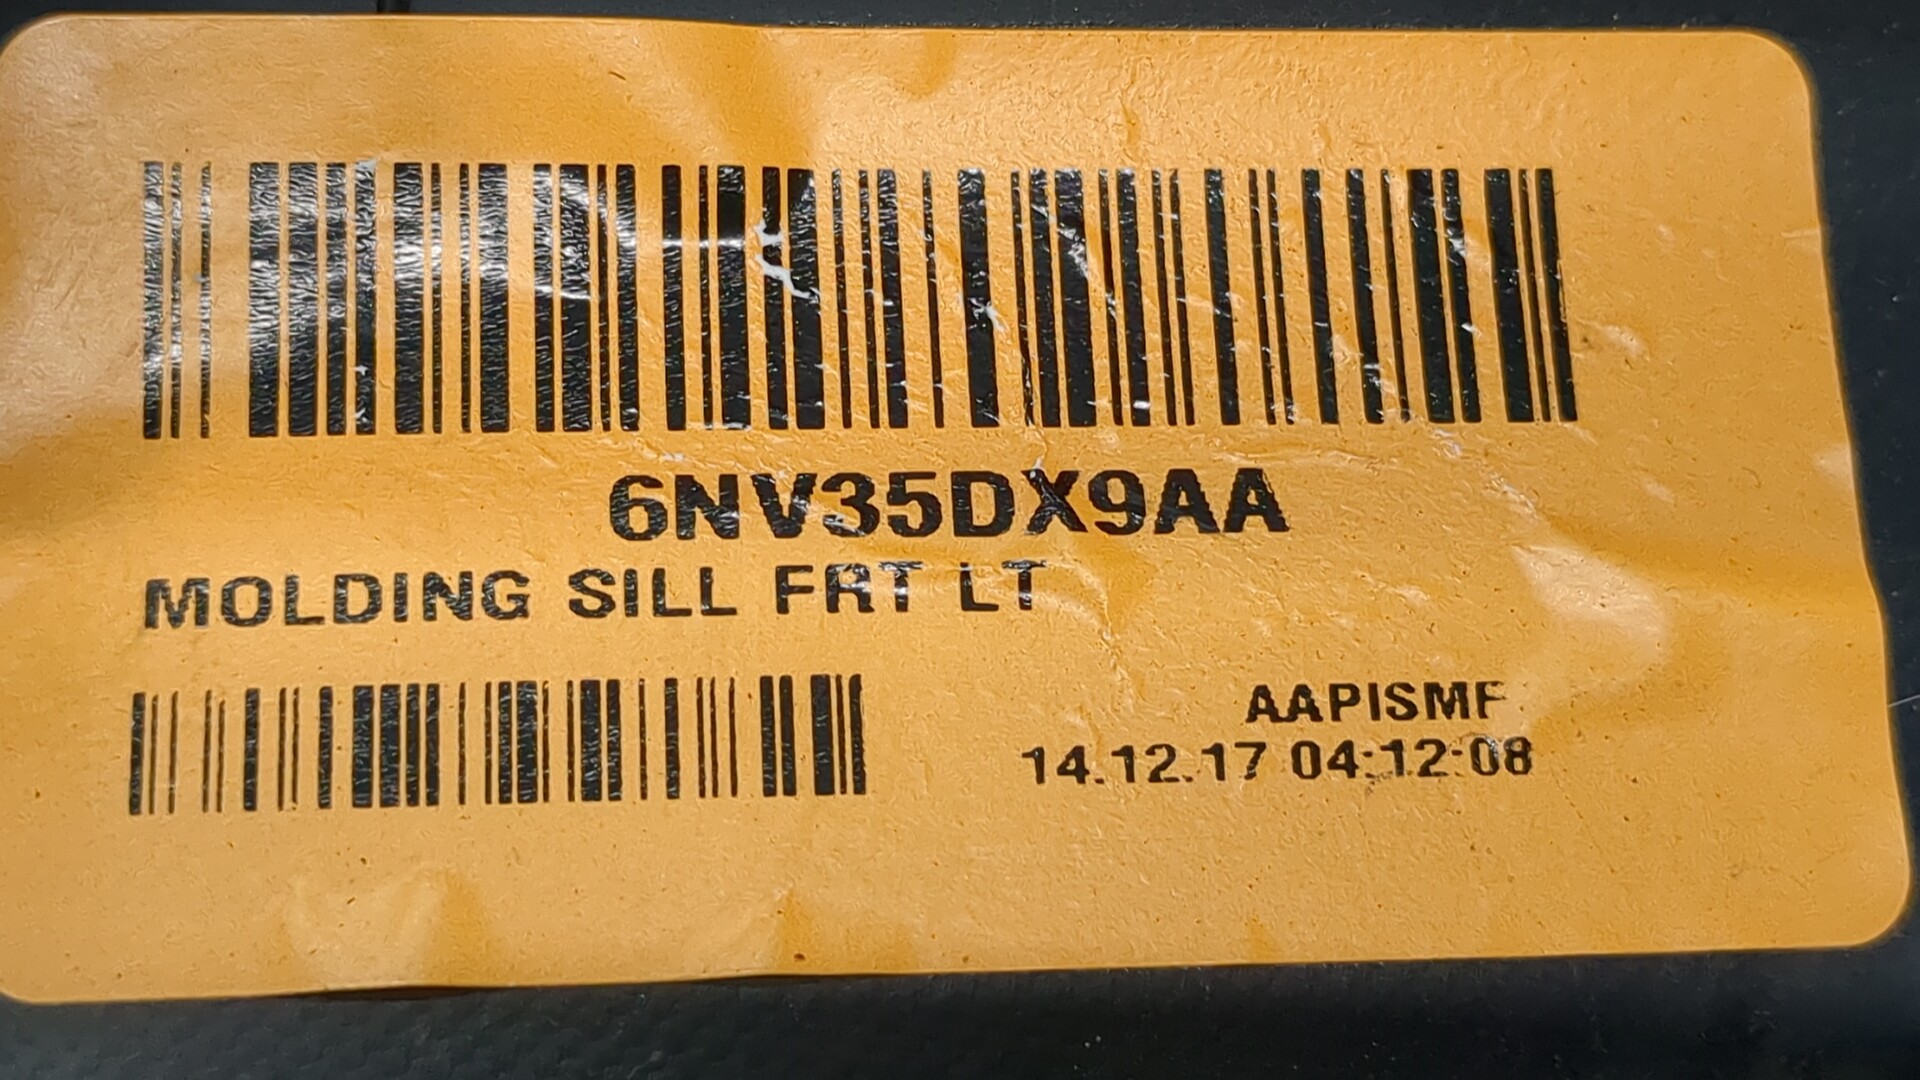 6NV35DX9AA
MOLDING SILL FRT LT
AAPISMF
14.12.17 04:12:08